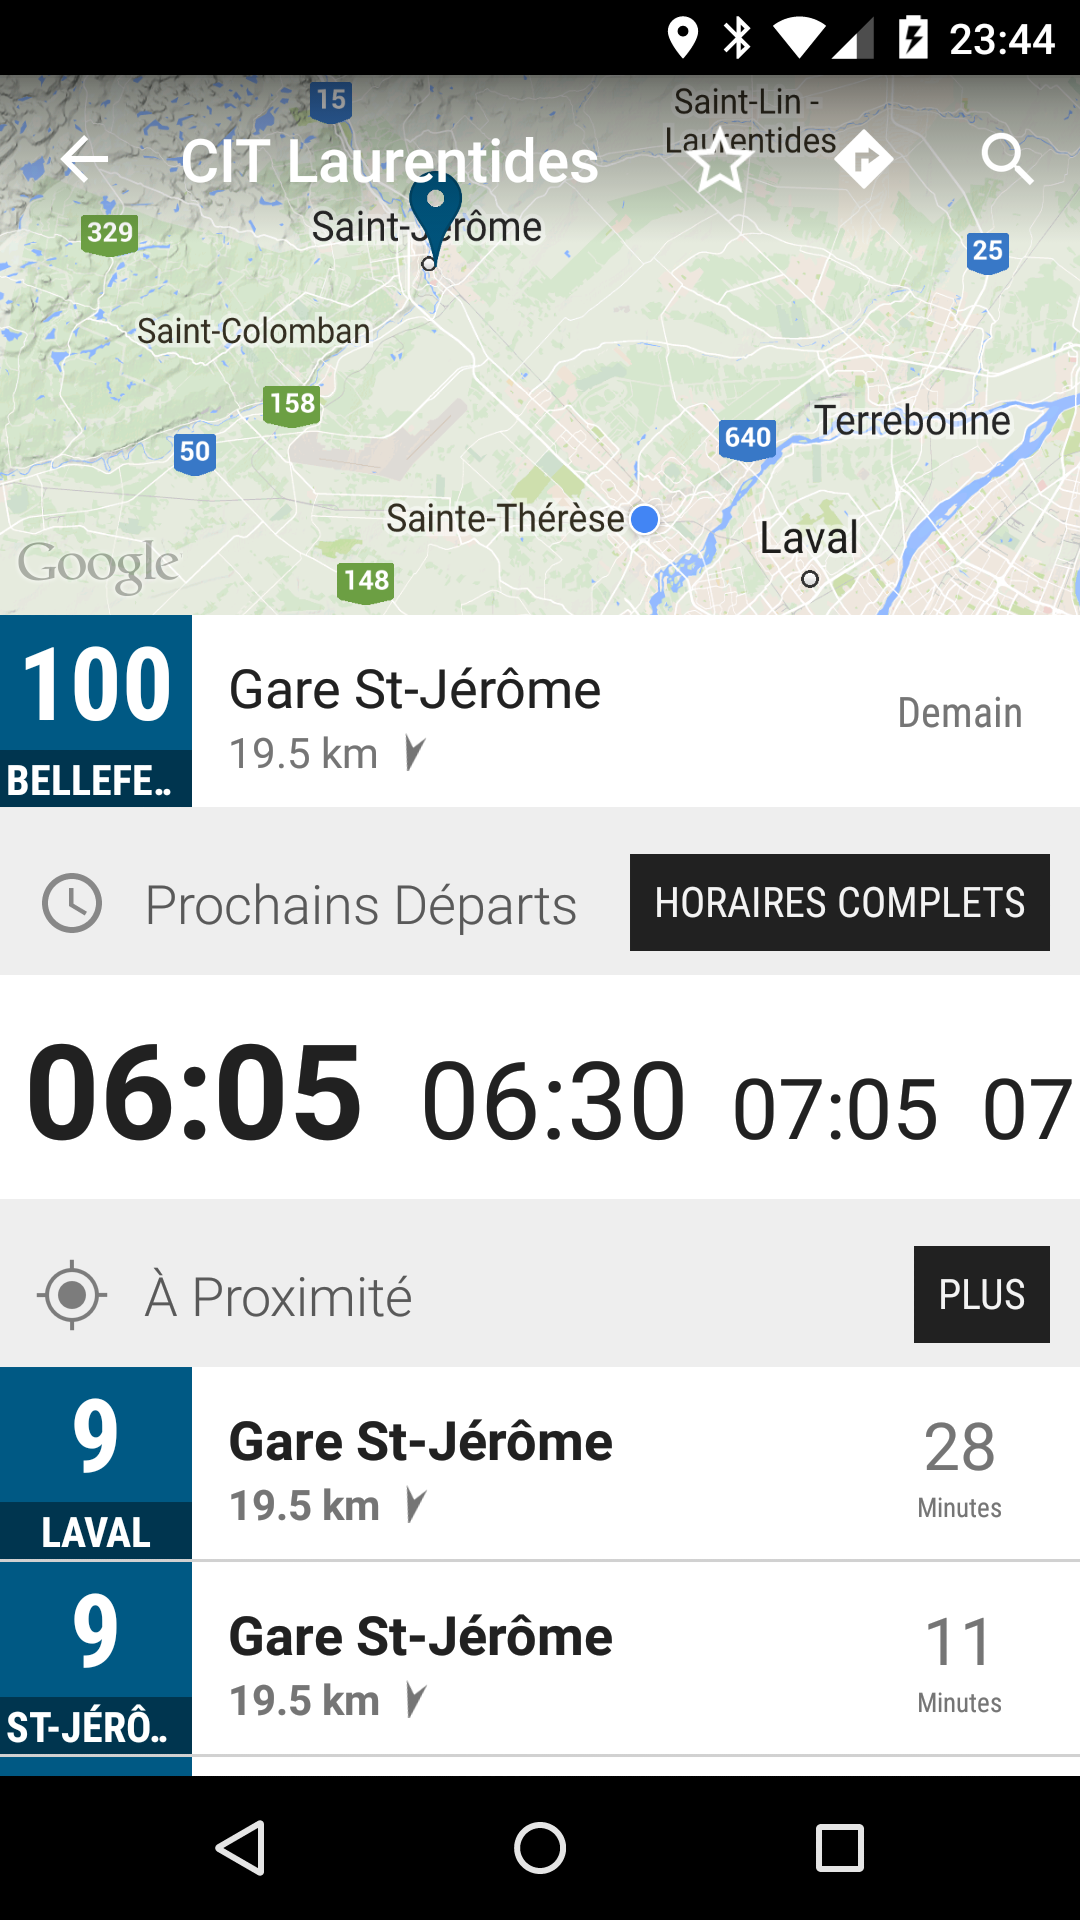 23:44
15
Saint-Lin -
Laurentides
CIT Laurentides
329
Saint-Jérôme
25
Saint-Colomban
158
Terrebonne
640
50
Sainte-Thérèse
Laval
Google
148
100
BELLEFE..
Gare St-Jérôme
19.5 km
Demain
Prochains Départs
HORAIRES COMPLETS
06:05 06:30 07:05 07
À Proximité
PLUS
9
LAVAL
Gare St-Jérôme
19.5 km
28
Minutes
9
ST-JÉRÔ..
Gare St-Jérôme
19.5 km
11
Minutes